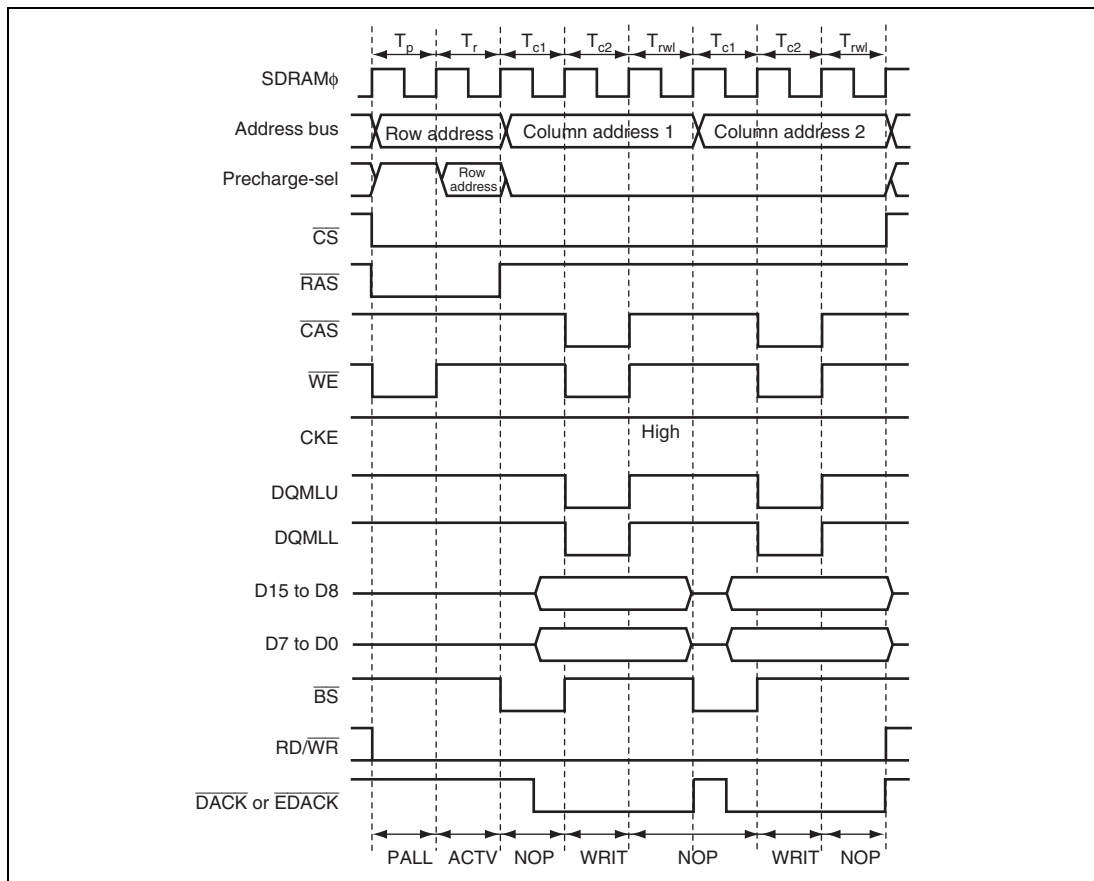 Tp Tr Tc1 Tc2 Trwl Tc1 Tc2 Trwl
SDRAMϕ
Address bus Row address Column address 1 Column address 2
Precharge-sel Row
address
CS
RAS
CAS
WE
CKE High
DQMLU
DQMLL
D15 to D8
D7 to D0
BS
RD/WR
DACK or EDACK
PALL ACTV NOP WRIT NOP WRIT NOP